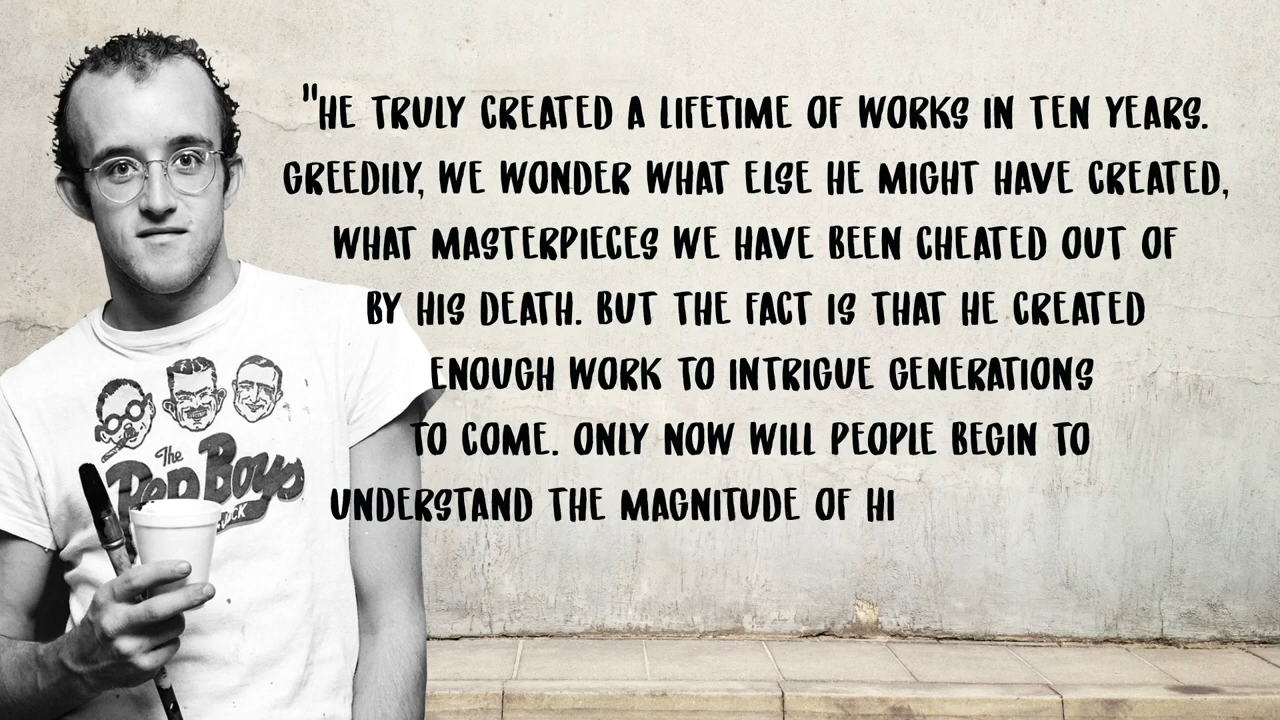 "HE TRULY CREATED A LIFETIME OF WORKS IN TEN YEARS.
GREEDILY, WE WONDER WHAT ELSE HE MIGHT HAVE CREATED,
WHAT MASTERPIECES WE HAVE BEEN CHEATED OUT OF
BY HIS DEATH. BUT THE FACT IS THAT HE CREATED
ENOUGH WORK TO INTRIGUE GENERATIONS
TO COME. ONLY NOW WILL PEOPLE BEGIN TO
UNDERSTAND THE MAGNITUDE OF HI
The
Pep Boys